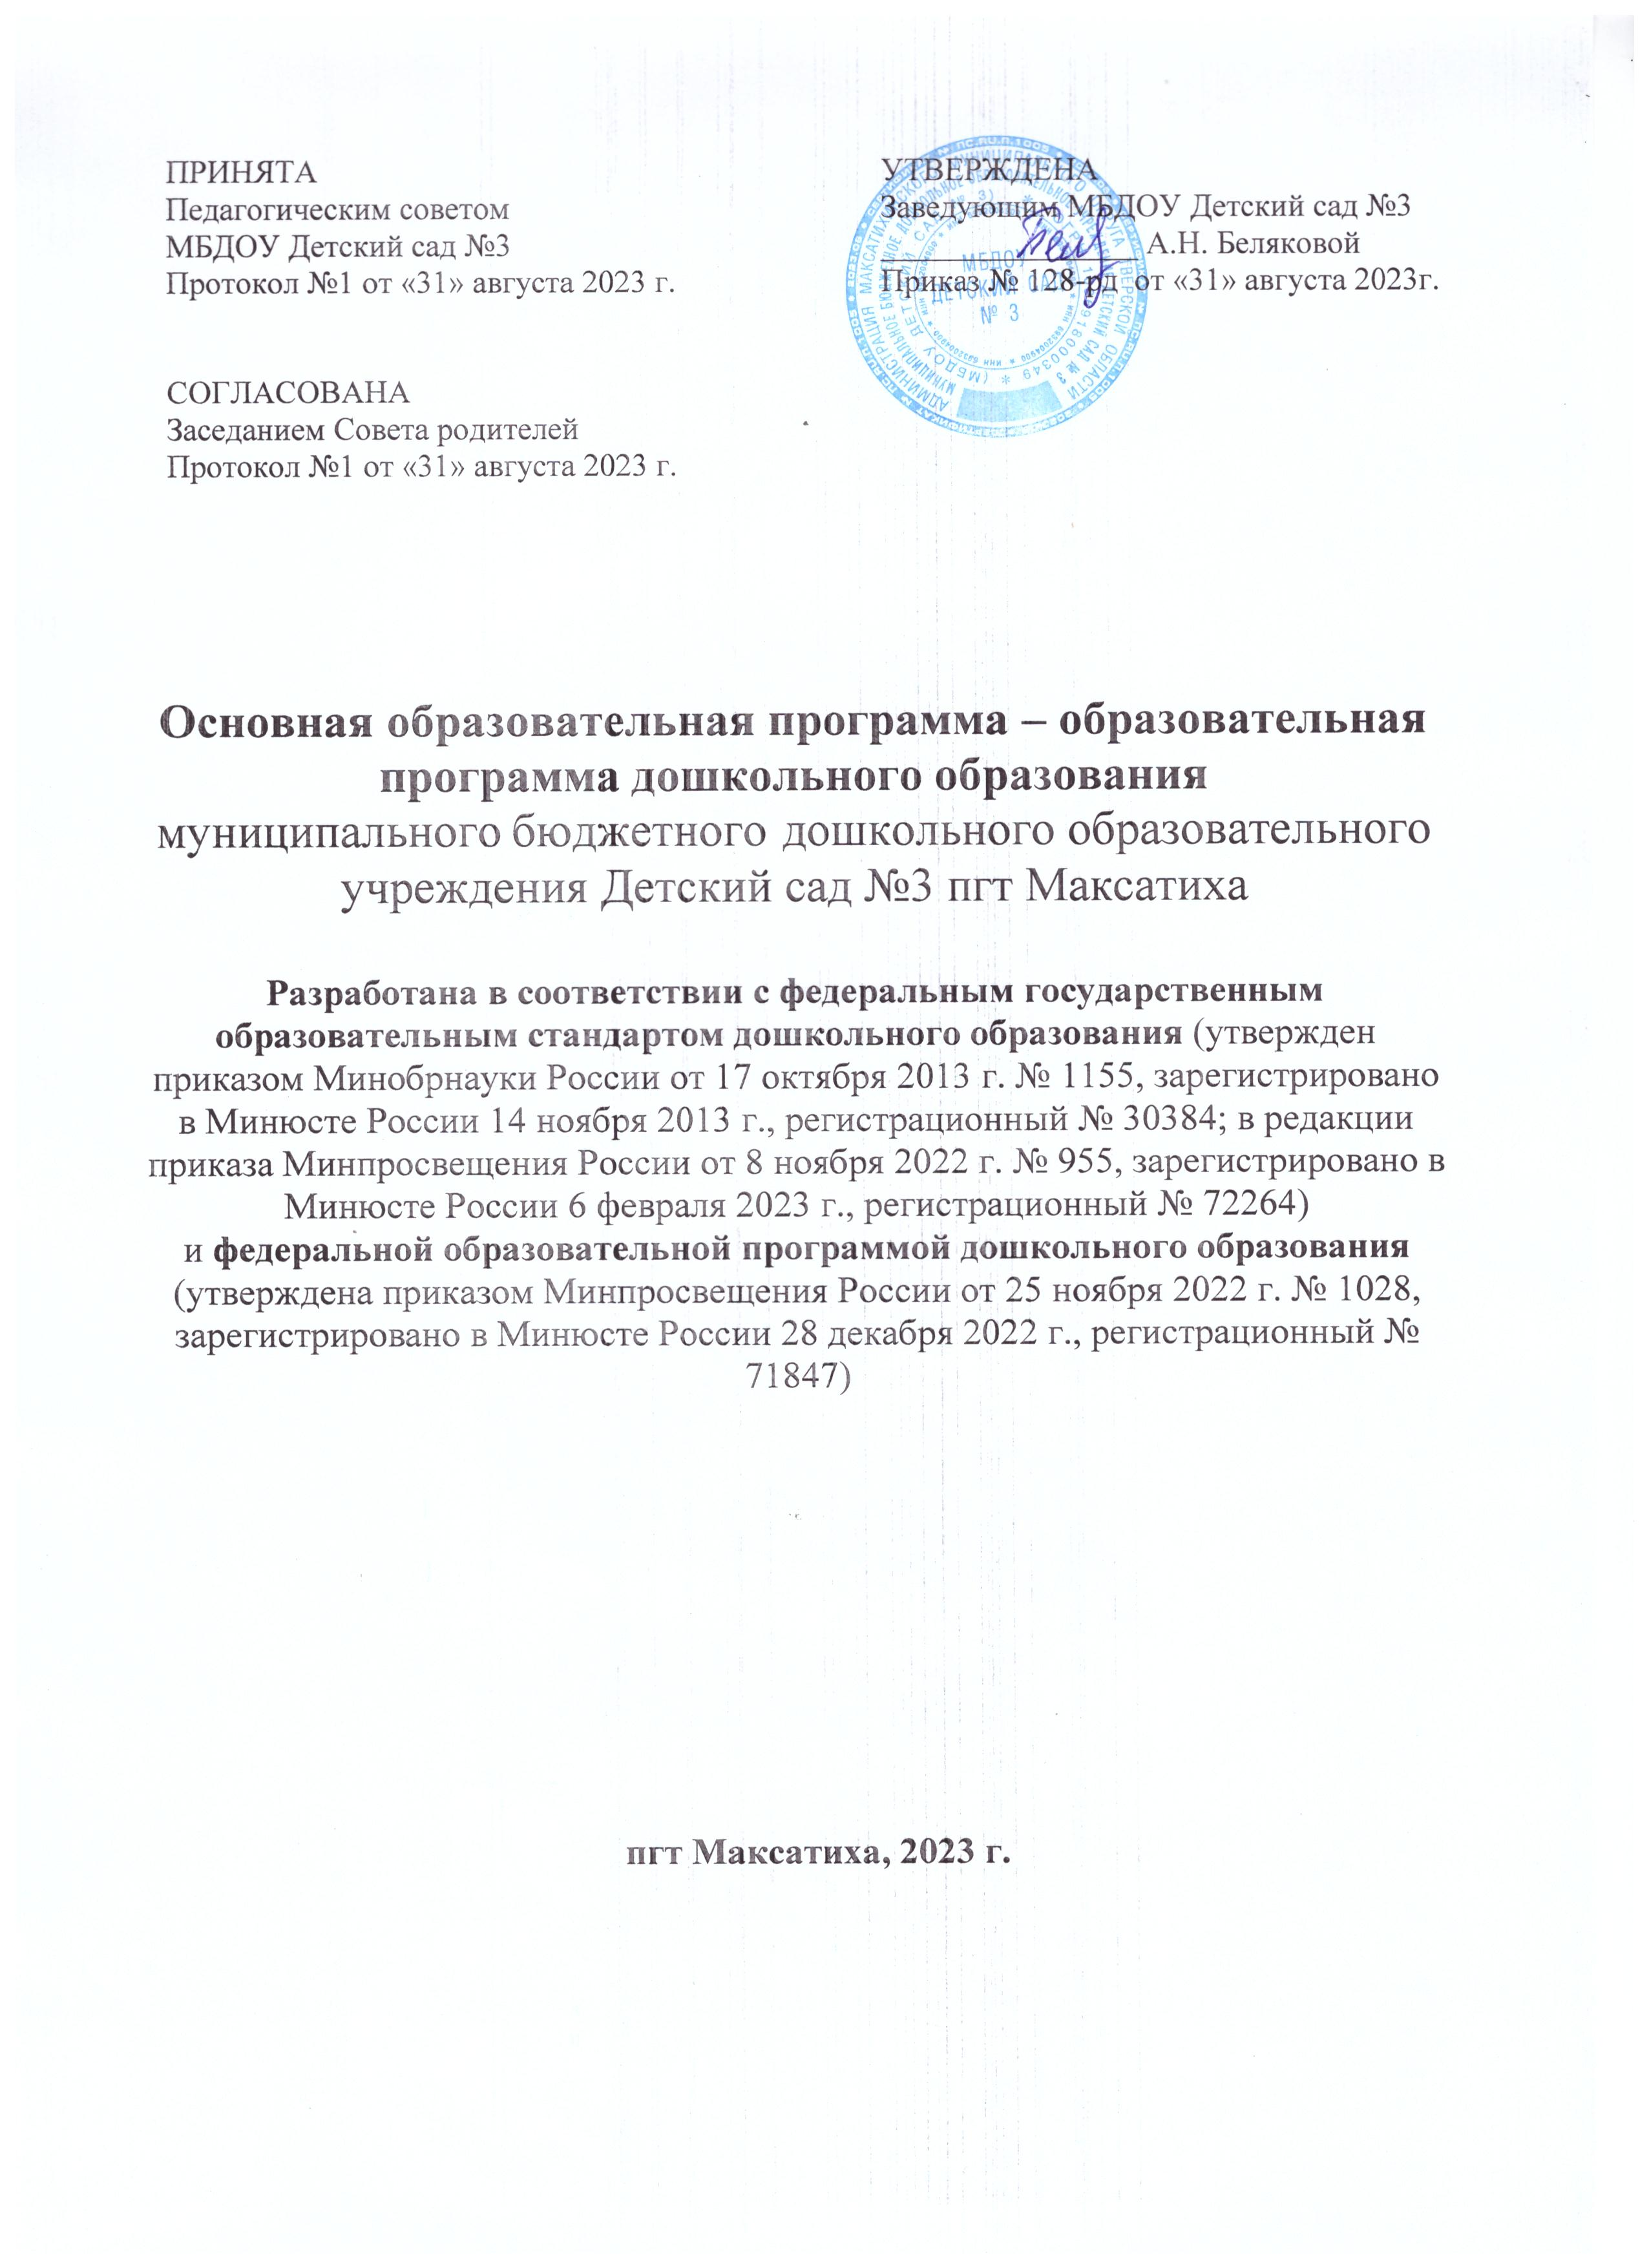 ПРИНЯТА
Педагогическим советом
МБДОУ Детский сад №3
Протокол №1 от «31» августа 2023 г.
УТВЕРЖДЕНА
Заведующим МБДОУ Детский сад №3
А.Н. Беляковой
Приказ № 128-рд от «31» августа 2023г.
МБДОУ
ДЕТСКИЙ САД
№ 3
СОГЛАСОВАНА
Заседанием Совета родителей
Протокол №1 от «31» августа 2023 г.
Основная образовательная программа – образовательная
программа дошкольного образования
муниципального бюджетного дошкольного образовательного
учреждения Детский сад №3 пгт Максатиха
Разработана в соответствии с федеральным государственным
образовательным стандартом дошкольного образования (утвержден
приказом Минобрнауки России от 17 октября 2013 г. № 1155, зарегистрировано
в Минюсте России 14 ноября 2013 г., регистрационный № 30384; в редакции
приказа Минпросвещения России от 8 ноября 2022 г. № 955, зарегистрировано в
Минюсте России 6 февраля 2023 г., регистрационный № 72264)
и федеральной образовательной программой дошкольного образования
(утверждена приказом Минпросвещения России от 25 ноября 2022 г. № 1028,
зарегистрировано в Минюсте России 28 декабря 2022 г., регистрационный №
71847)
пгт Максатиха, 2023 г.